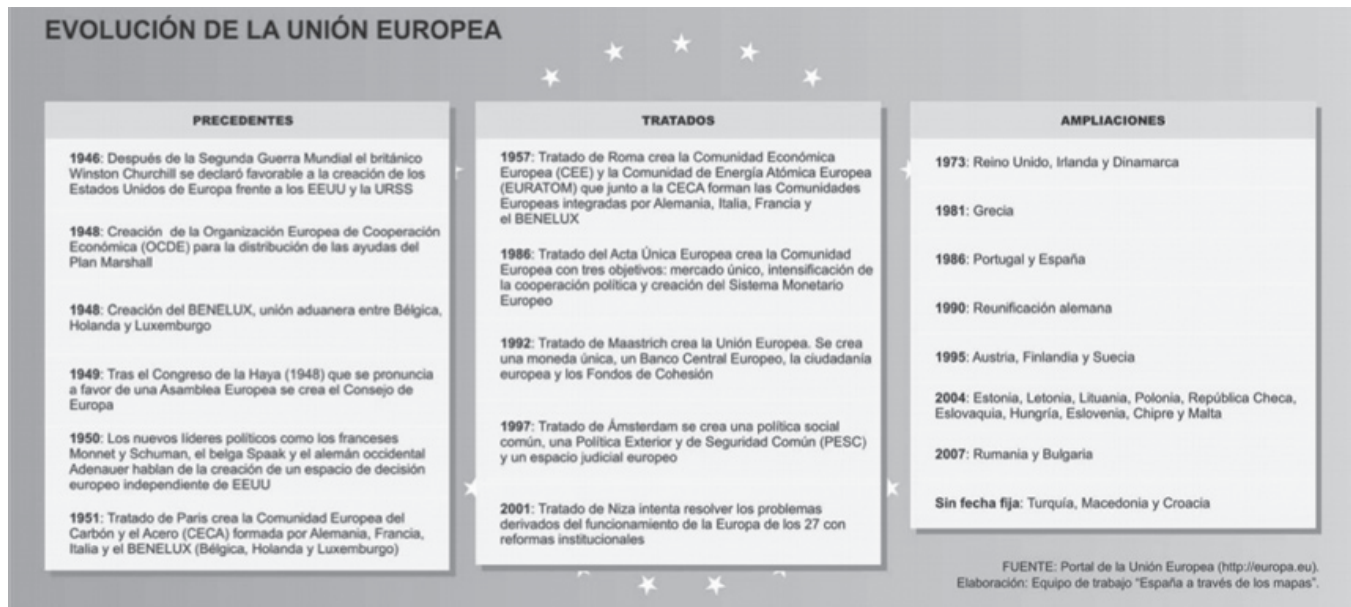 EVOLUCIÓN DE LA UNIÓN EUROPEA
PRECEDENTES
1946: Después de la Segunda Guerra Mundial el británico
Winston Churchill se declaró favorable a la creación de los
Estados Unidos de Europa frente a los EEUU y la URSS
1948: Creación de la Organización Europea de Cooperación
Económica (OCDE) para la distribución de las ayudas del
Plan Marshall
1948: Creación del BENELUX, unión aduanera entre Bélgica,
Holanda y Luxemburgo
1949: Tras el Congreso de la Haya (1948) que se pronuncia
a favor de una Asamblea Europea se crea el Consejo de
Europa
1950: Los nuevos líderes políticos como los franceses
Monnet y Schuman, el belga Spaak y el alemán occidental
Adenauer hablan de la creación de un espacio de decisión
europeo independiente de EEUU
1951: Tratado de Paris crea la Comunidad Europea del
Carbón y el Acero (CECA) formada por Alemania, Francia,
Italia y el BENELUX (Bélgica, Holanda y Luxemburgo)
TRATADOS
1957: Tratado de Roma crea la Comunidad Económica
Europea (CEE) y la Comunidad de Energía Atómica Europea
(EURATOM) que junto a la CECA forman las Comunidades
Europeas integradas por Alemania, Italia, Francia y
el BENELUX
1986: Tratado del Acta Única Europea crea la Comunidad
Europea con tres objetivos: mercado único, intensificación de
la cooperación política y creación del Sistema Monetario
Europeo
1992: Tratado de Maastrich crea la Unión Europea. Se crea
una moneda única, un Banco Central Europeo, la ciudadanía
europea y los Fondos de Cohesión
1997: Tratado de Ámsterdam se crea una política social
común, una Política Exterior y de Seguridad Común (PESC)
y un espacio judicial europeo
2001: Tratado de Niza intenta resolver los problemas
derivados del funcionamiento de la Europa de los 27 con
reformas institucionales
AMPLIACIONES
1973: Reino Unido, Irlanda y Dinamarca
1981: Grecia
1986: Portugal y España
1990: Reunificación alemana
1995: Austria, Finlandia y Suecia
2004: Estonia, Letonia, Lituania, Polonia, República Checa,
Eslovaquia, Hungría, Eslovenia, Chipre y Malta
2007: Rumania y Bulgaria
Sin fecha fija: Turquía, Macedonia y Croacia
FUENTE: Portal de la Unión Europea (http://europa.eu).
Elaboración: Equipo de trabajo "España a través de los mapas".